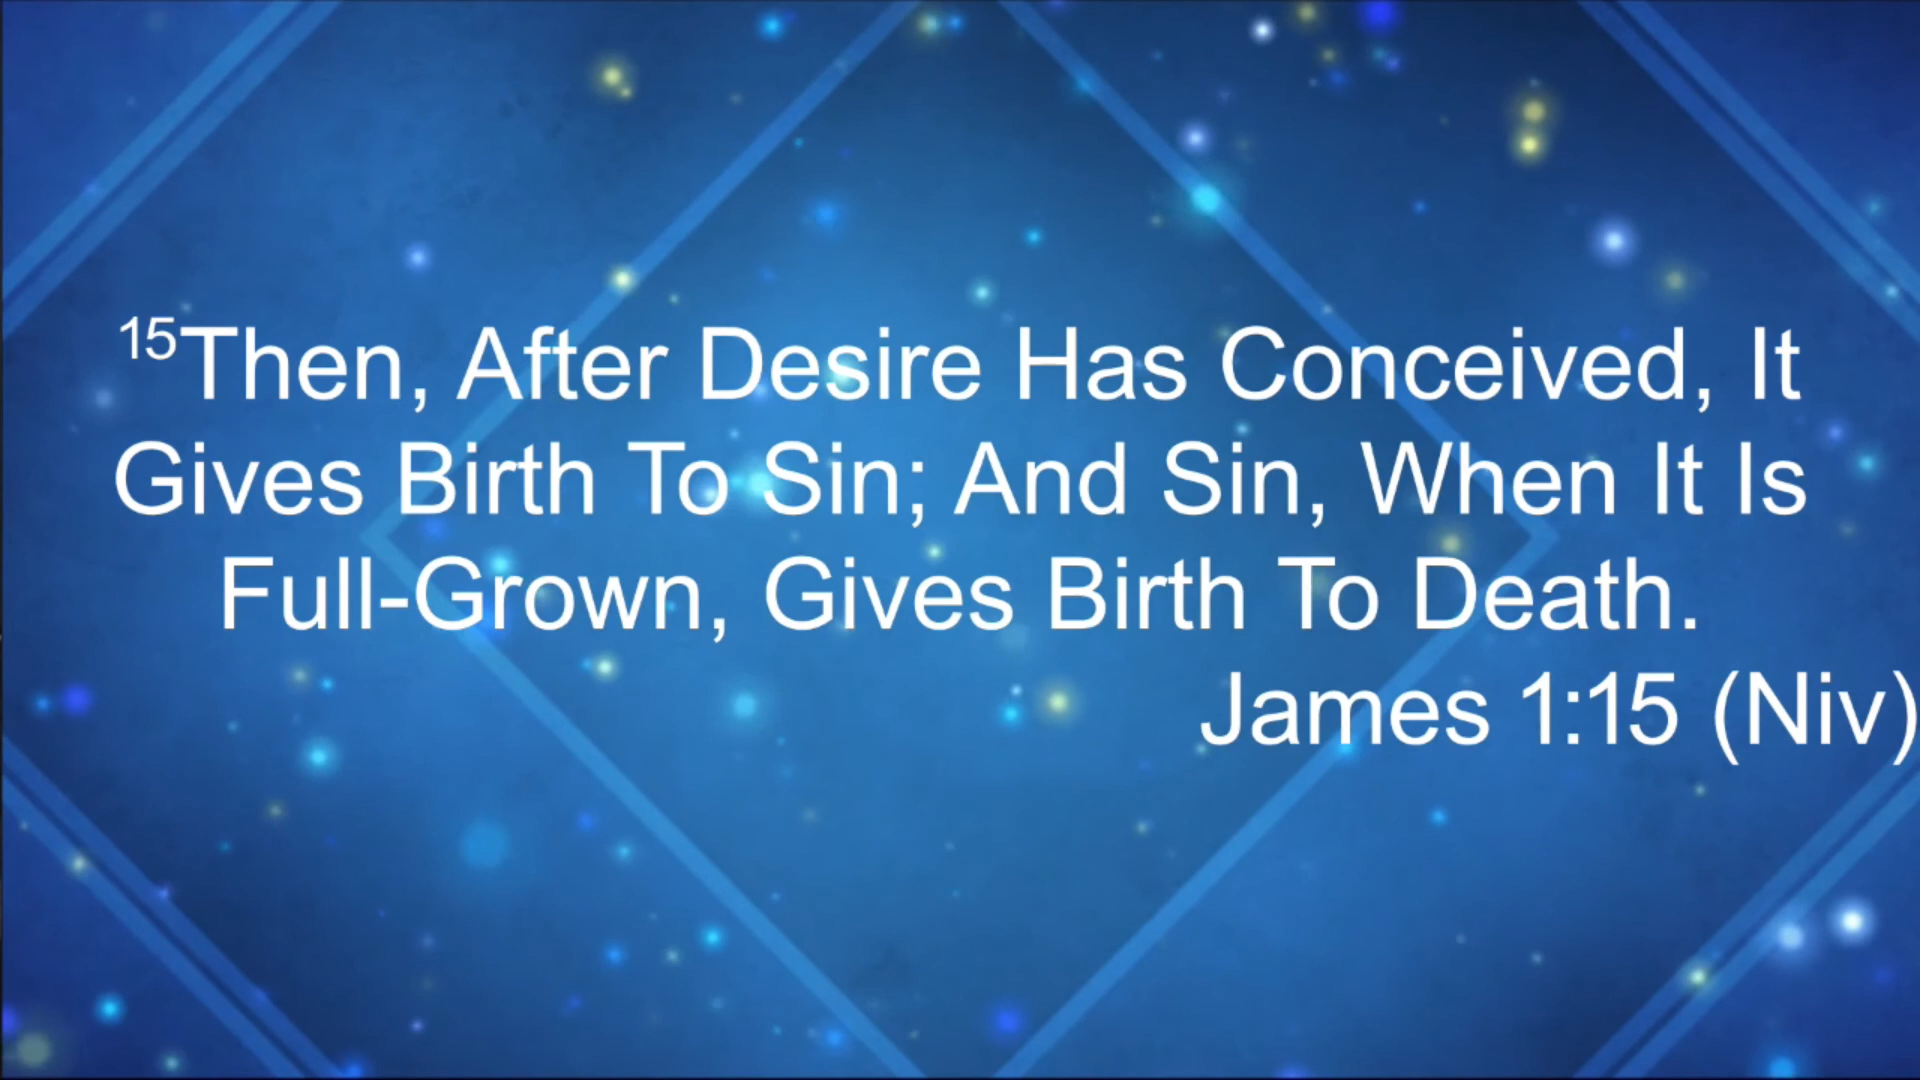 15Then, After Desire Has Conceived, It
Gives Birth To Sin; And Sin, When It Is
Full-Grown, Gives Birth To Death.
James 1:15 (Niv)